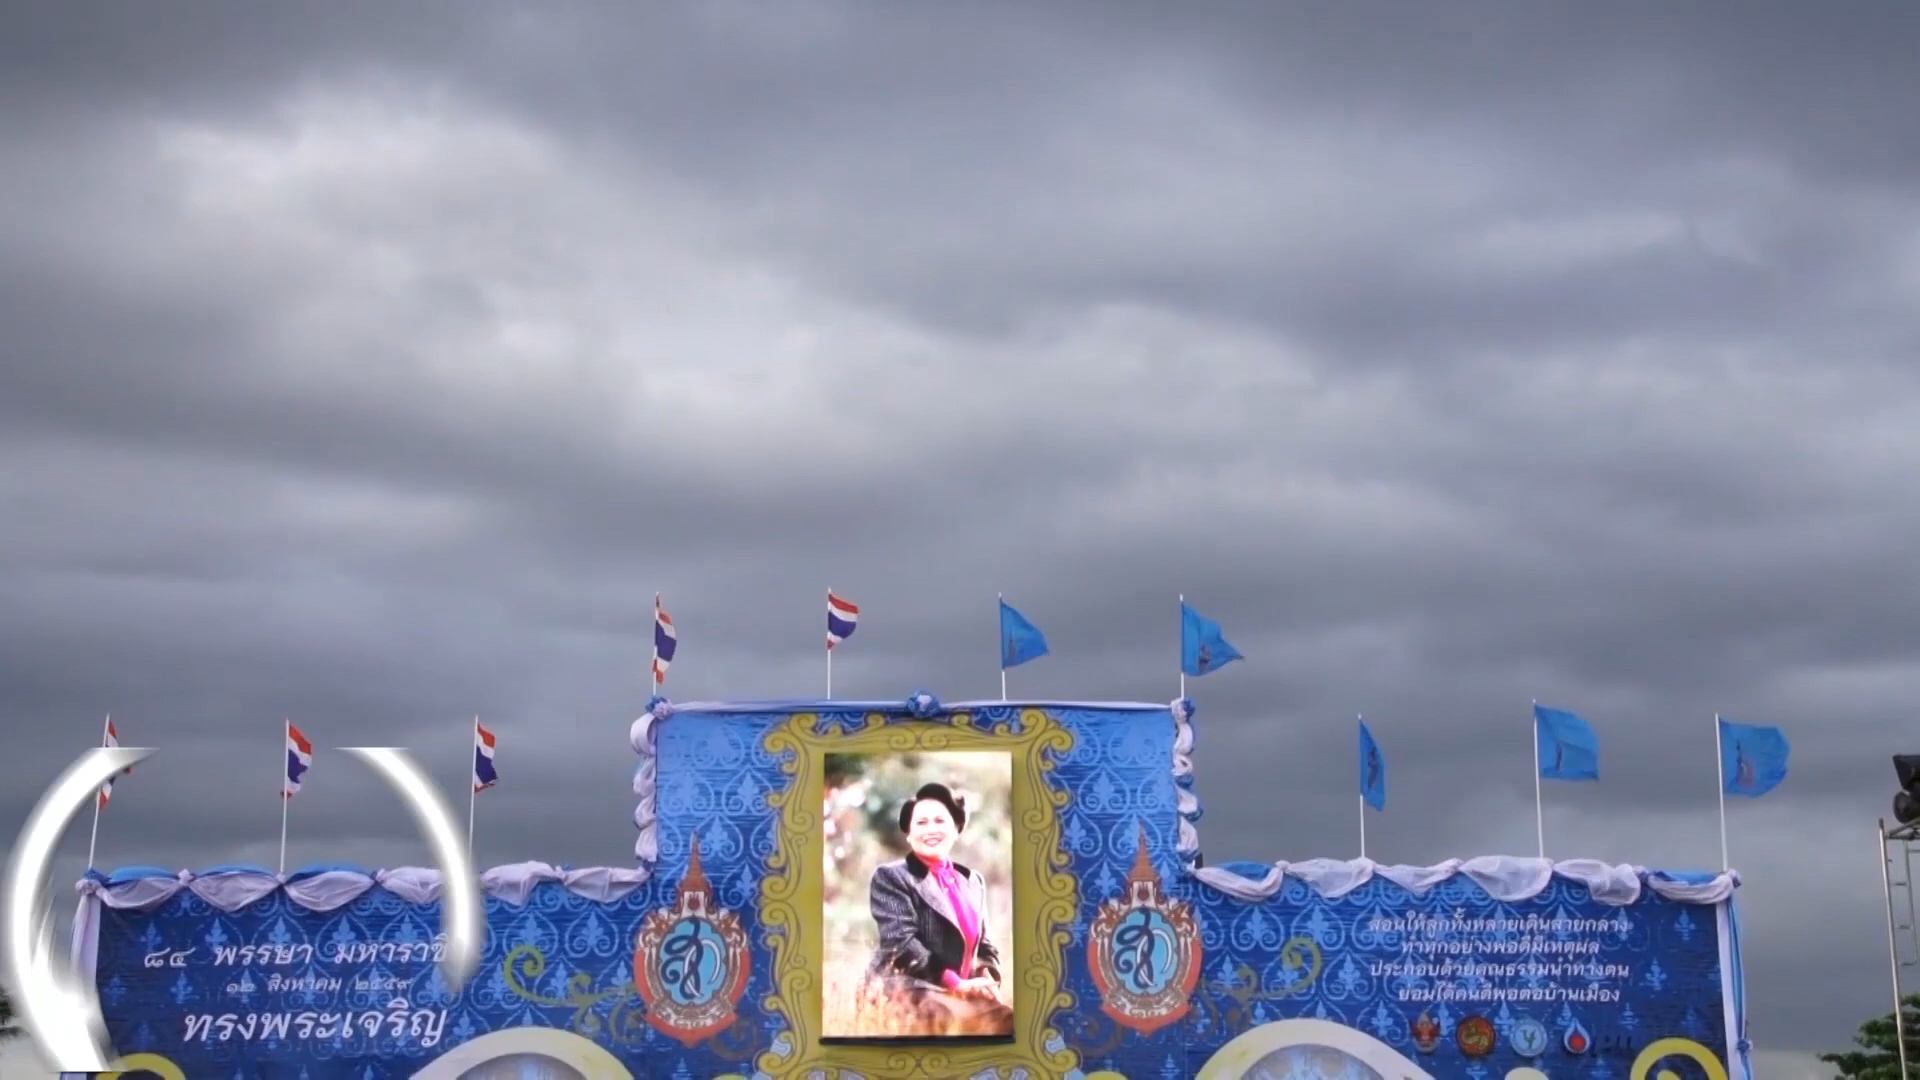 ๘๔ พรรษา มหาราชินี
๑๒ สิงหาคม ๒๕๕๙
ทรงพระเจริญ
สอนให้ลูกทั้งหลายเดินสายกลาง
ทำทุกอย่างพอดีมีเหตุผล
ประกอบด้วยคุณธรรมนำทางตน
ย่อมได้คนดีพอต่อบ้านเมือง